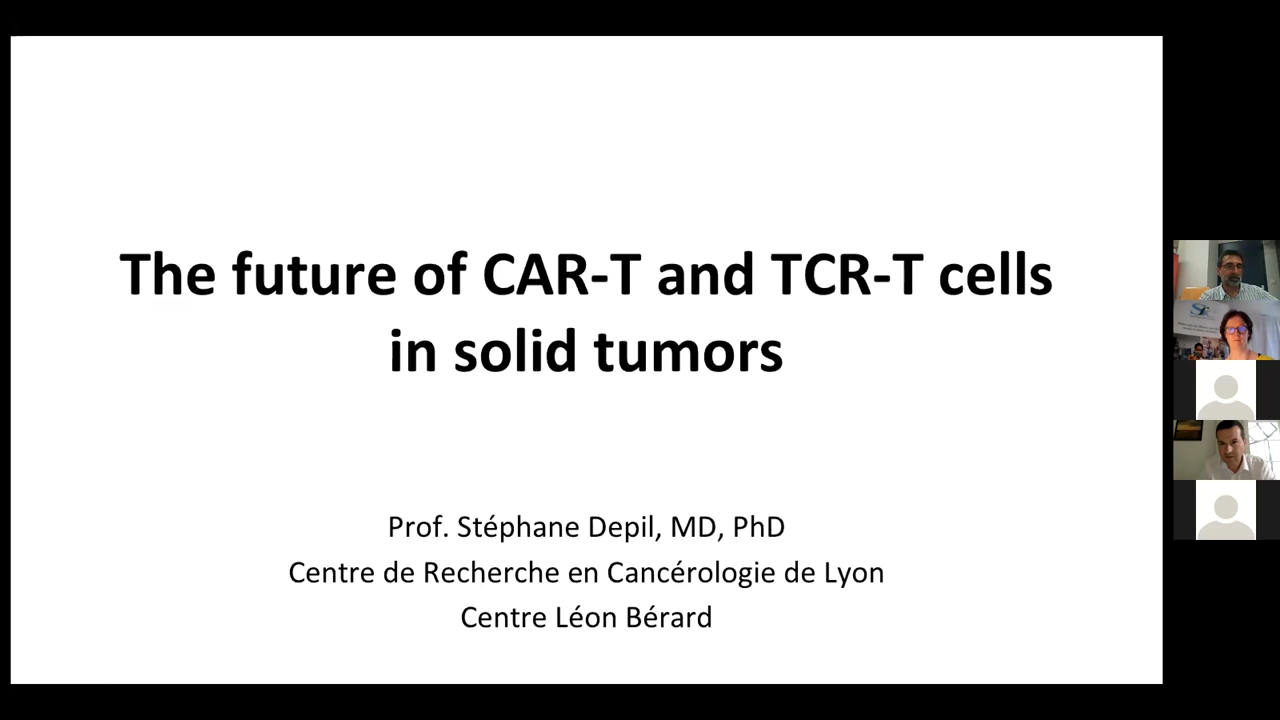 The future of CAR-T and TCR-T cells
in solid tumors
Prof. Stéphane Depil, MD, PhD
Centre de Recherche en Cancérologie de Lyon
Centre Léon Bérard